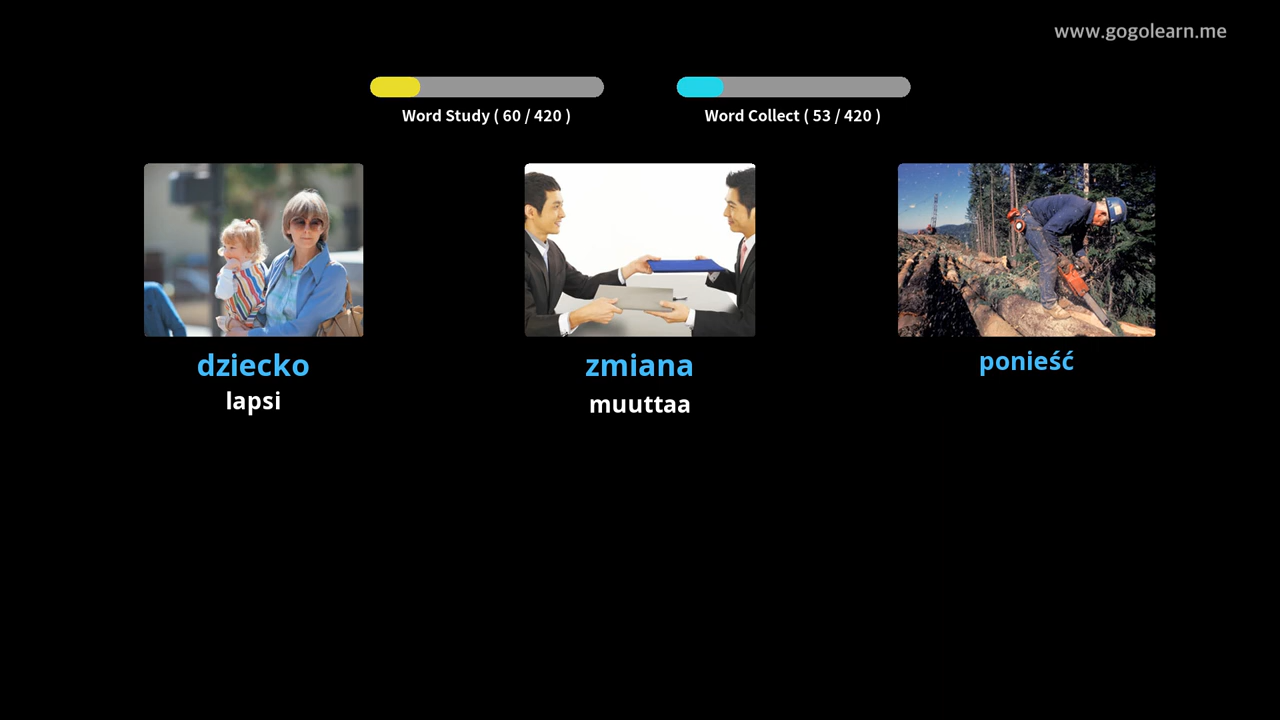 www.gogolearn.me
Word Study ( 60 / 420 )
Word Collect ( 53 / 420 )
dziecko
lapsi
zmiana
muuttaa
ponieść